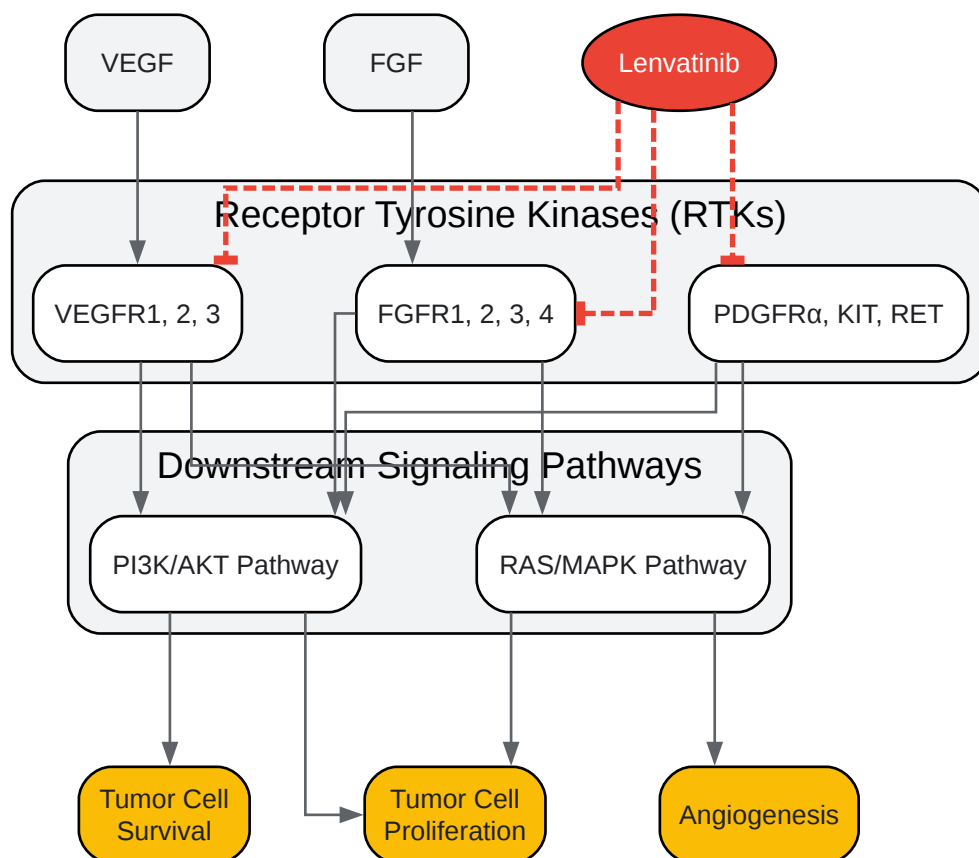 VEGF
FGF
Lenvatinib
Receptor Tyrosine Kinases (RTKs)
VEGFR1, 2, 3
FGFR1, 2, 3, 4
PDGFRα, KIT, RET
Downstream Signaling Pathways
PI3K/AKT Pathway
RAS/MAPK Pathway
Tumor Cell
Survival
Tumor Cell
Proliferation
Angiogenesis